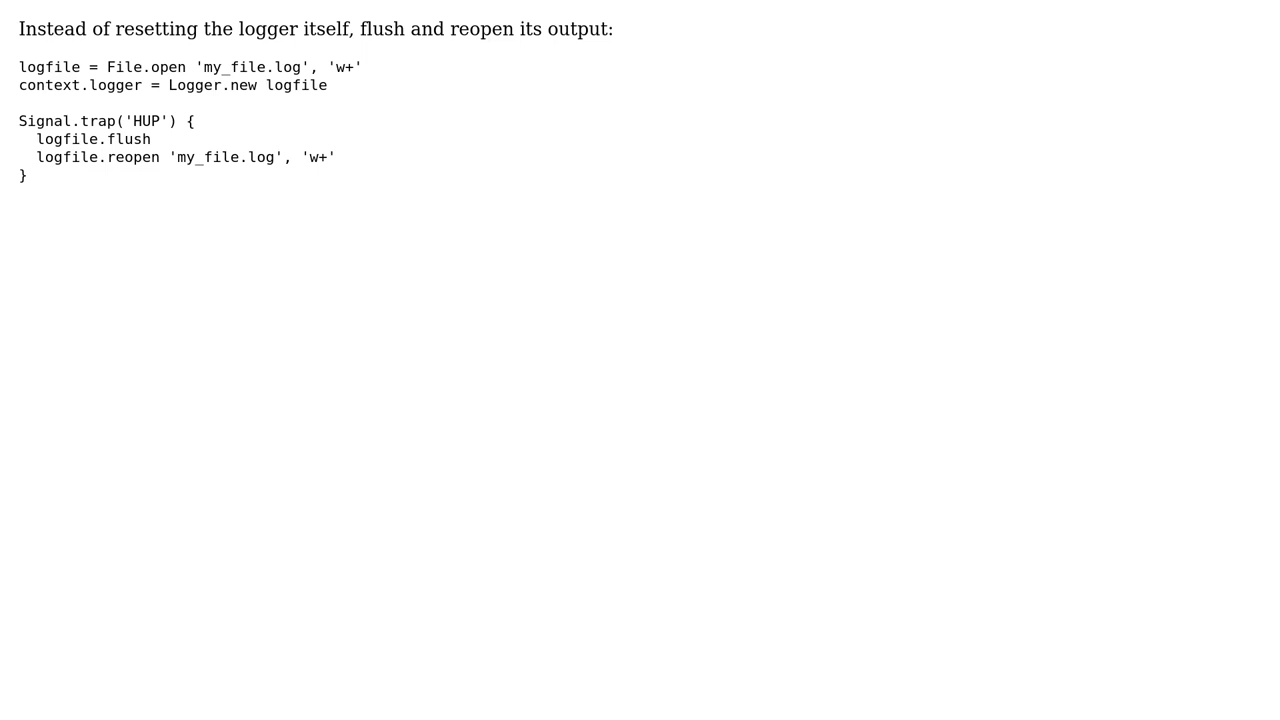 Instead of resetting the logger itself, flush and reopen its output:
logfile = File.open 'my_file.log', 'w+'
context.logger = Logger.new logfile
Signal.trap('HUP') {
  logfile.flush
  logfile.reopen 'my_file.log', 'w+'
}